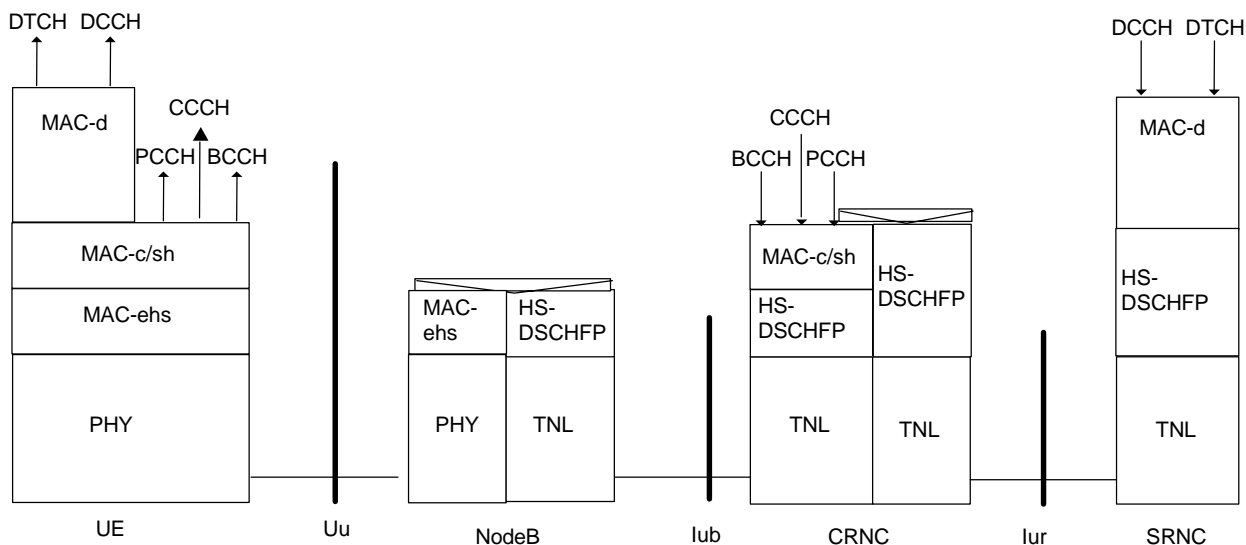 DTCH DCCH
CCCH
PCCH BCCH
MAC-d
MAC-c/sh
MAC-ehs
PHY
UE
Uu
MAC-
ehs
HS-
DSCHFP
PHY
TNL
NodeB
Iub
CCCH
BCCH PCCH
MAC-c/sh
HS-
DSCHFP
HS-
DSCHFP
TNL
TNL
CRNC
Iur
DCCH DTCH
MAC-d
HS-
DSCHFP
TNL
SRNC